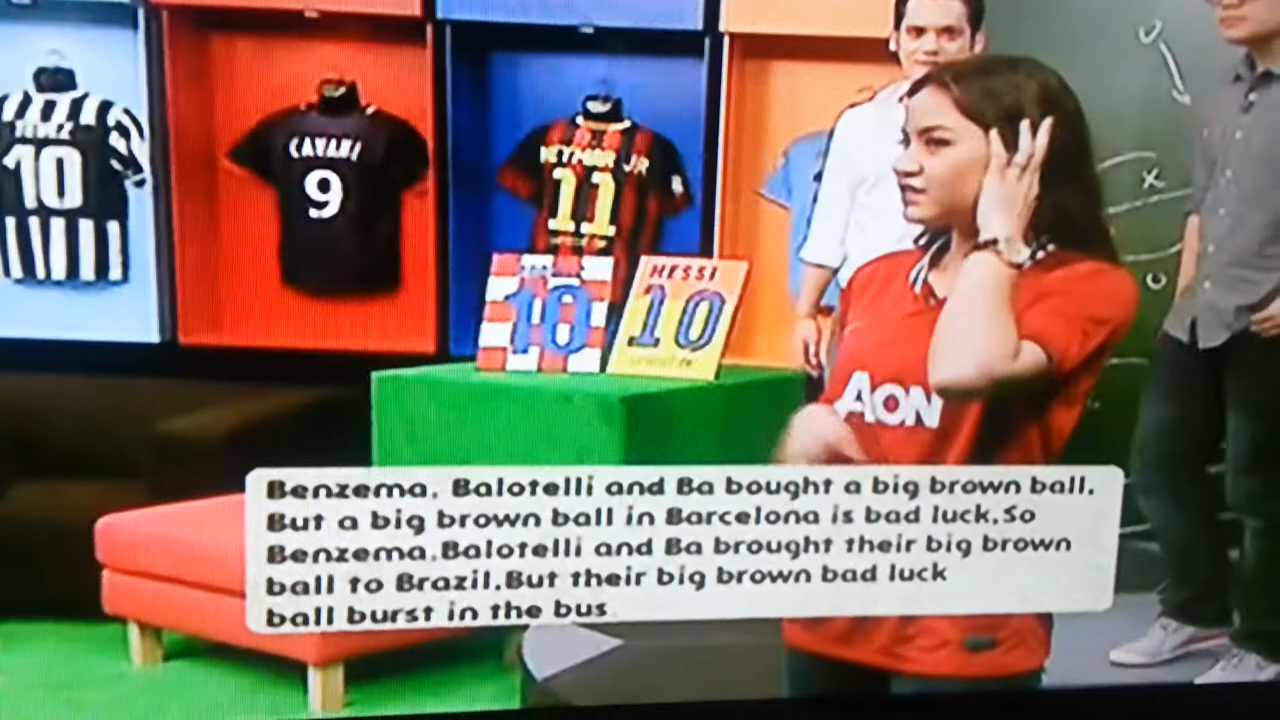 TEVEZ
10
CAVANI
9
NEYMAR JR
11
10
MESSI
10
AON
Benzema, Balotelli and Ba bought a big brown ball.
But a big brown ball in Barcelona is bad luck.So
Benzema.Balotelli and Ba brought their big brown
ball to Brazil.But their big brown bad luck
ball burst in the bus